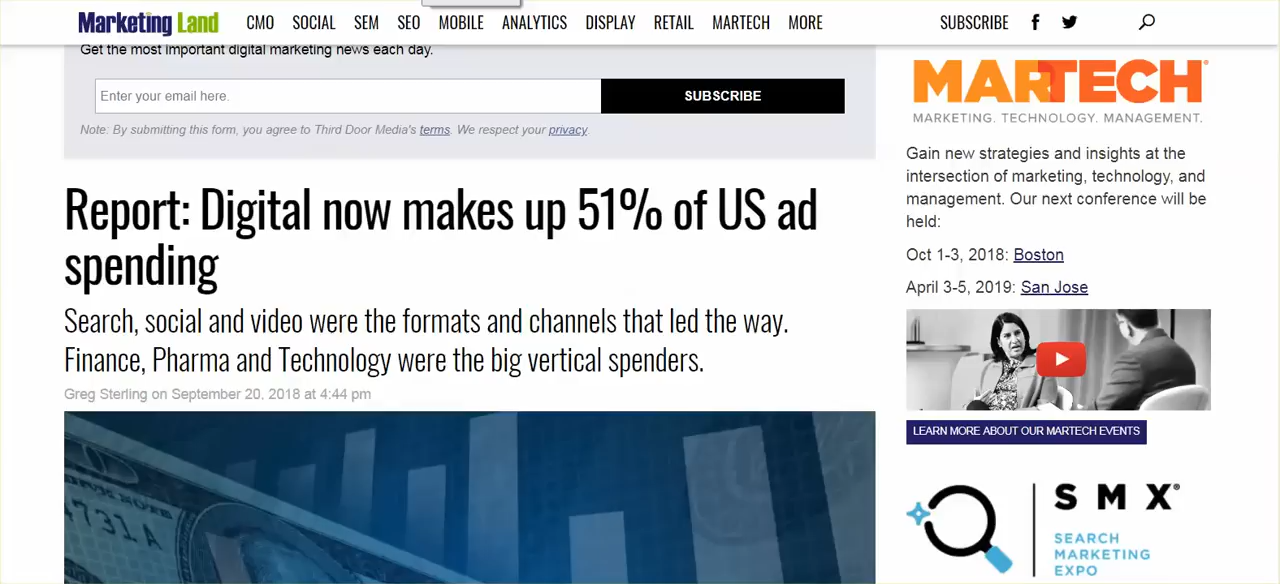 Marketing Land CMO SOCIAL SEM SEO MOBILE ANALYTICS DISPLAY RETAIL MARTECH MORE SUBSCRIBE
Get the most important digital marketing news each day.
Enter your email here. SUBSCRIBE
Note: By submitting this form, you agree to Third Door Media's terms. We respect your privacy.
Report: Digital now makes up 51% of US ad
spending
Search, social and video were the formats and channels that led the way.
Finance, Pharma and Technology were the big vertical spenders.
Greg Sterling on September 20, 2018 at 4:44 pm
4731A
MARTECH®
MARKETING. TECHNOLOGY. MANAGEMENT.
Gain new strategies and insights at the
intersection of marketing, technology, and
management. Our next conference will be
held:
Oct 1-3, 2018: Boston
April 3-5, 2019: San Jose
LEARN MORE ABOUT OUR MARTECH EVENTS
SMX®
SEARCH
MARKETING
EXPO